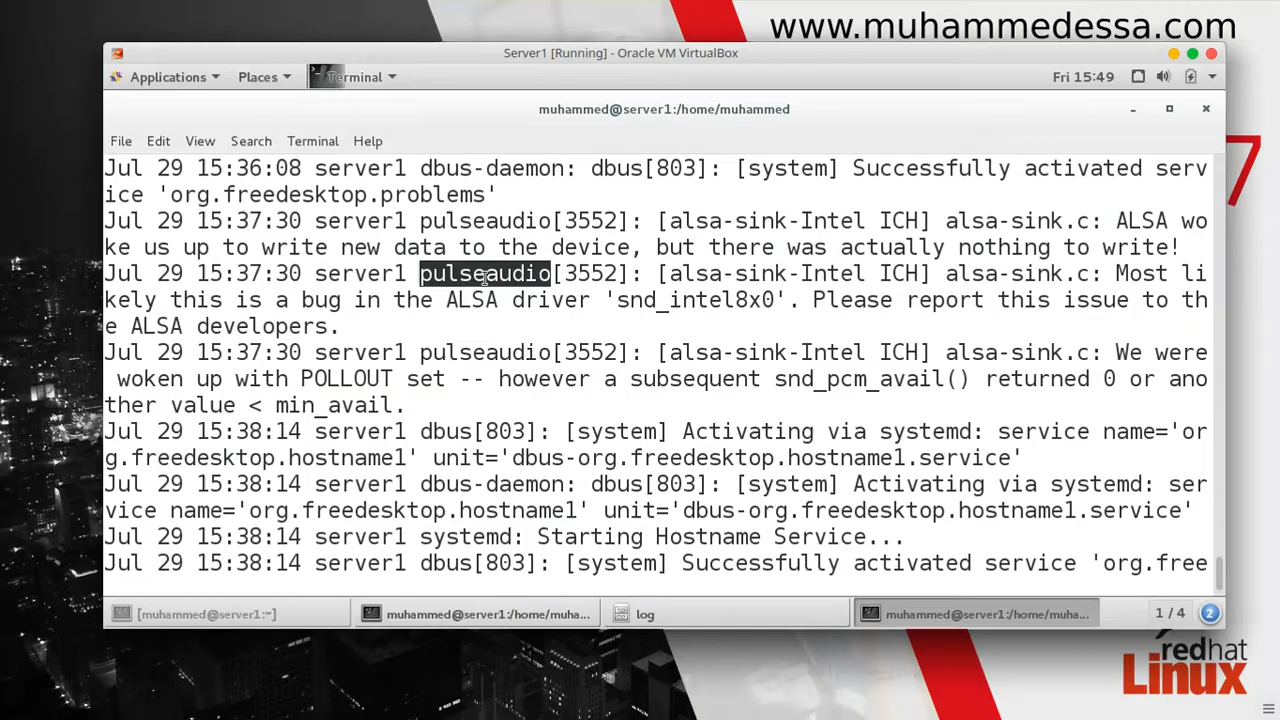 www.muhammedessa.com
Server1 [Running] - Oracle VM VirtualBox
Applications Places Terminal Fri 15:49
muhammed@server1:/home/muhammed
File Edit View Search Terminal Help
7
Jul 29 15:36:08 server1 dbus-daemon: dbus[803]: [system] Successfully activated serv
ice 'org.freedesktop.problems'
Jul 29 15:37:30 server1 pulseaudio[3552]: [alsa-sink-Intel ICH] alsa-sink.c: ALSA wo
ke us up to write new data to the device, but there was actually nothing to write!
Jul 29 15:37:30 server1 pulseaudio[3552]: [alsa-sink-Intel ICH] alsa-sink.c: Most li
kely this is a bug in the ALSA driver 'snd_intel8x0'. Please report this issue to th
e ALSA developers.
Jul 29 15:37:30 server1 pulseaudio[3552]: [alsa-sink-Intel ICH] alsa-sink.c: We were
 woken up with POLLOUT set -- however a subsequent snd_pcm_avail() returned 0 or ano
ther value < min_avail.
Jul 29 15:38:14 server1 dbus[803]: [system] Activating via systemd: service name='or
g.freedesktop.hostname1' unit='dbus-org.freedesktop.hostname1.service'
Jul 29 15:38:14 server1 dbus-daemon: dbus[803]: [system] Activating via systemd: ser
vice name='org.freedesktop.hostname1' unit='dbus-org.freedesktop.hostname1.service'
Jul 29 15:38:14 server1 systemd: Starting Hostname Service...
Jul 29 15:38:14 server1 dbus[803]: [system] Successfully activated service 'org.free
[muhammed@server1:~] muhammed@server1:/home/muha... log muhammed@server1:/home/muha... 1 / 4 2
redhat
Linux